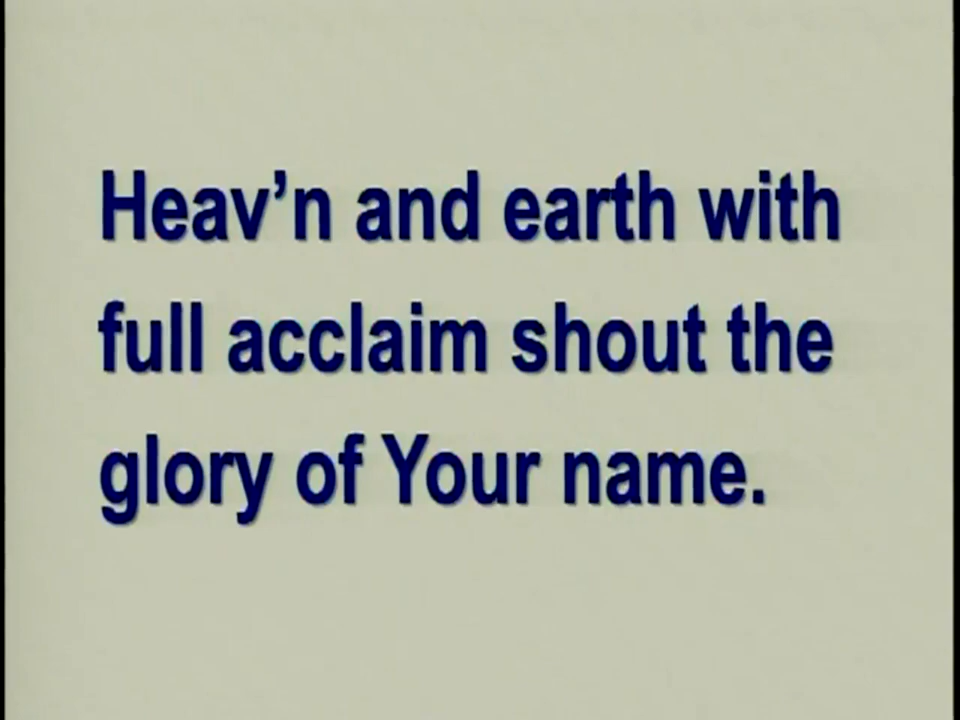 Heav’n and earth with
full acclaim shout the
glory of Your name.